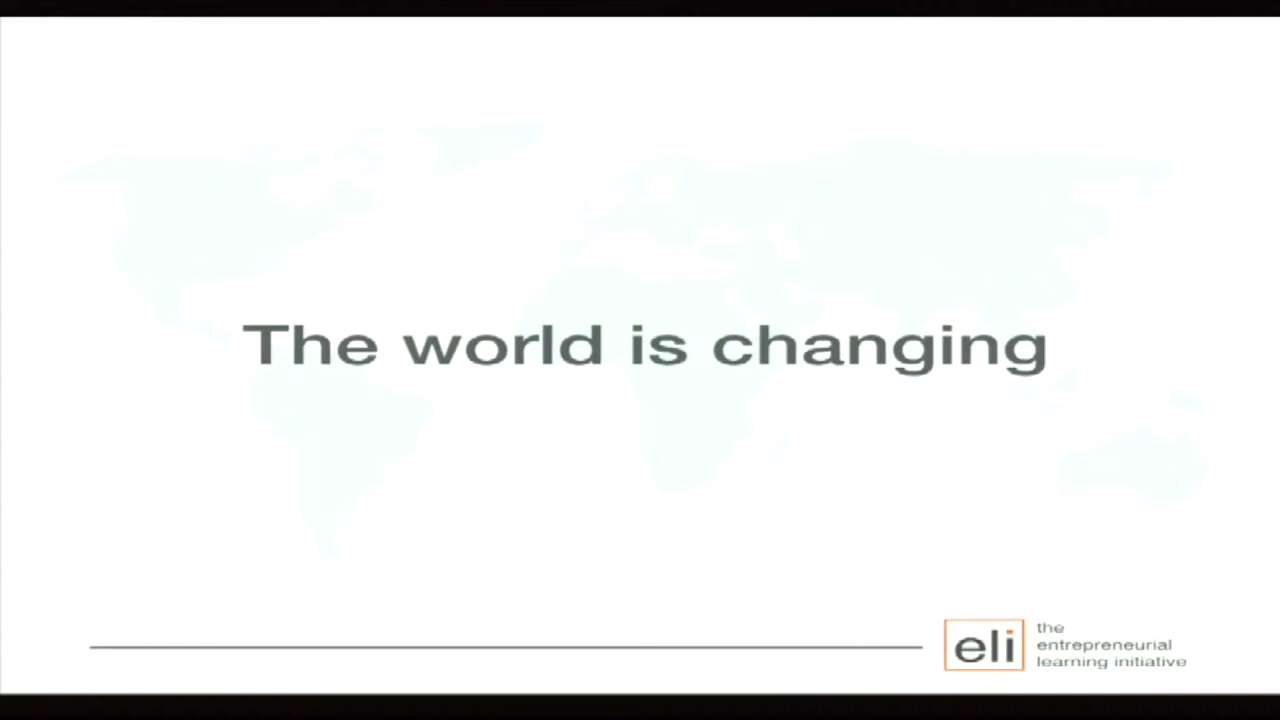 The world is changing
eli
the
entrepreneurial
learning initiative